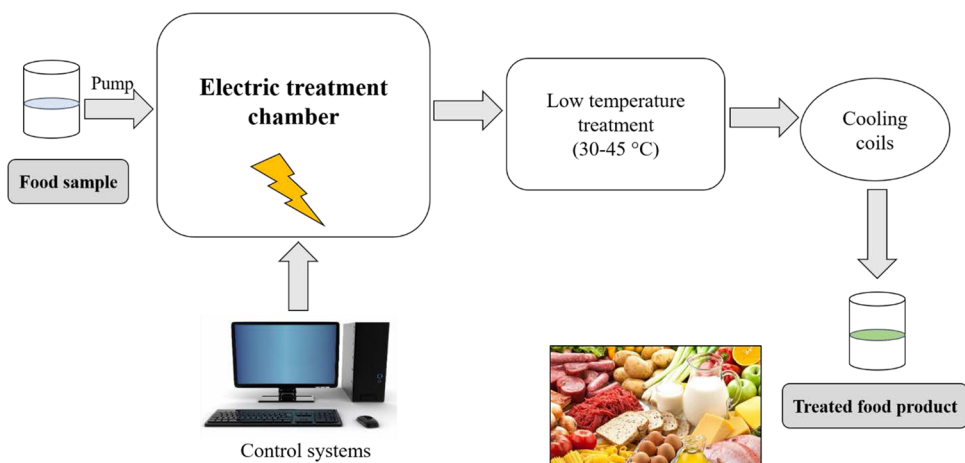 Pump
Food sample
Electric treatment
chamber
Low temperature
treatment
(30-45 °C)
Cooling
coils
Control systems
Treated food product